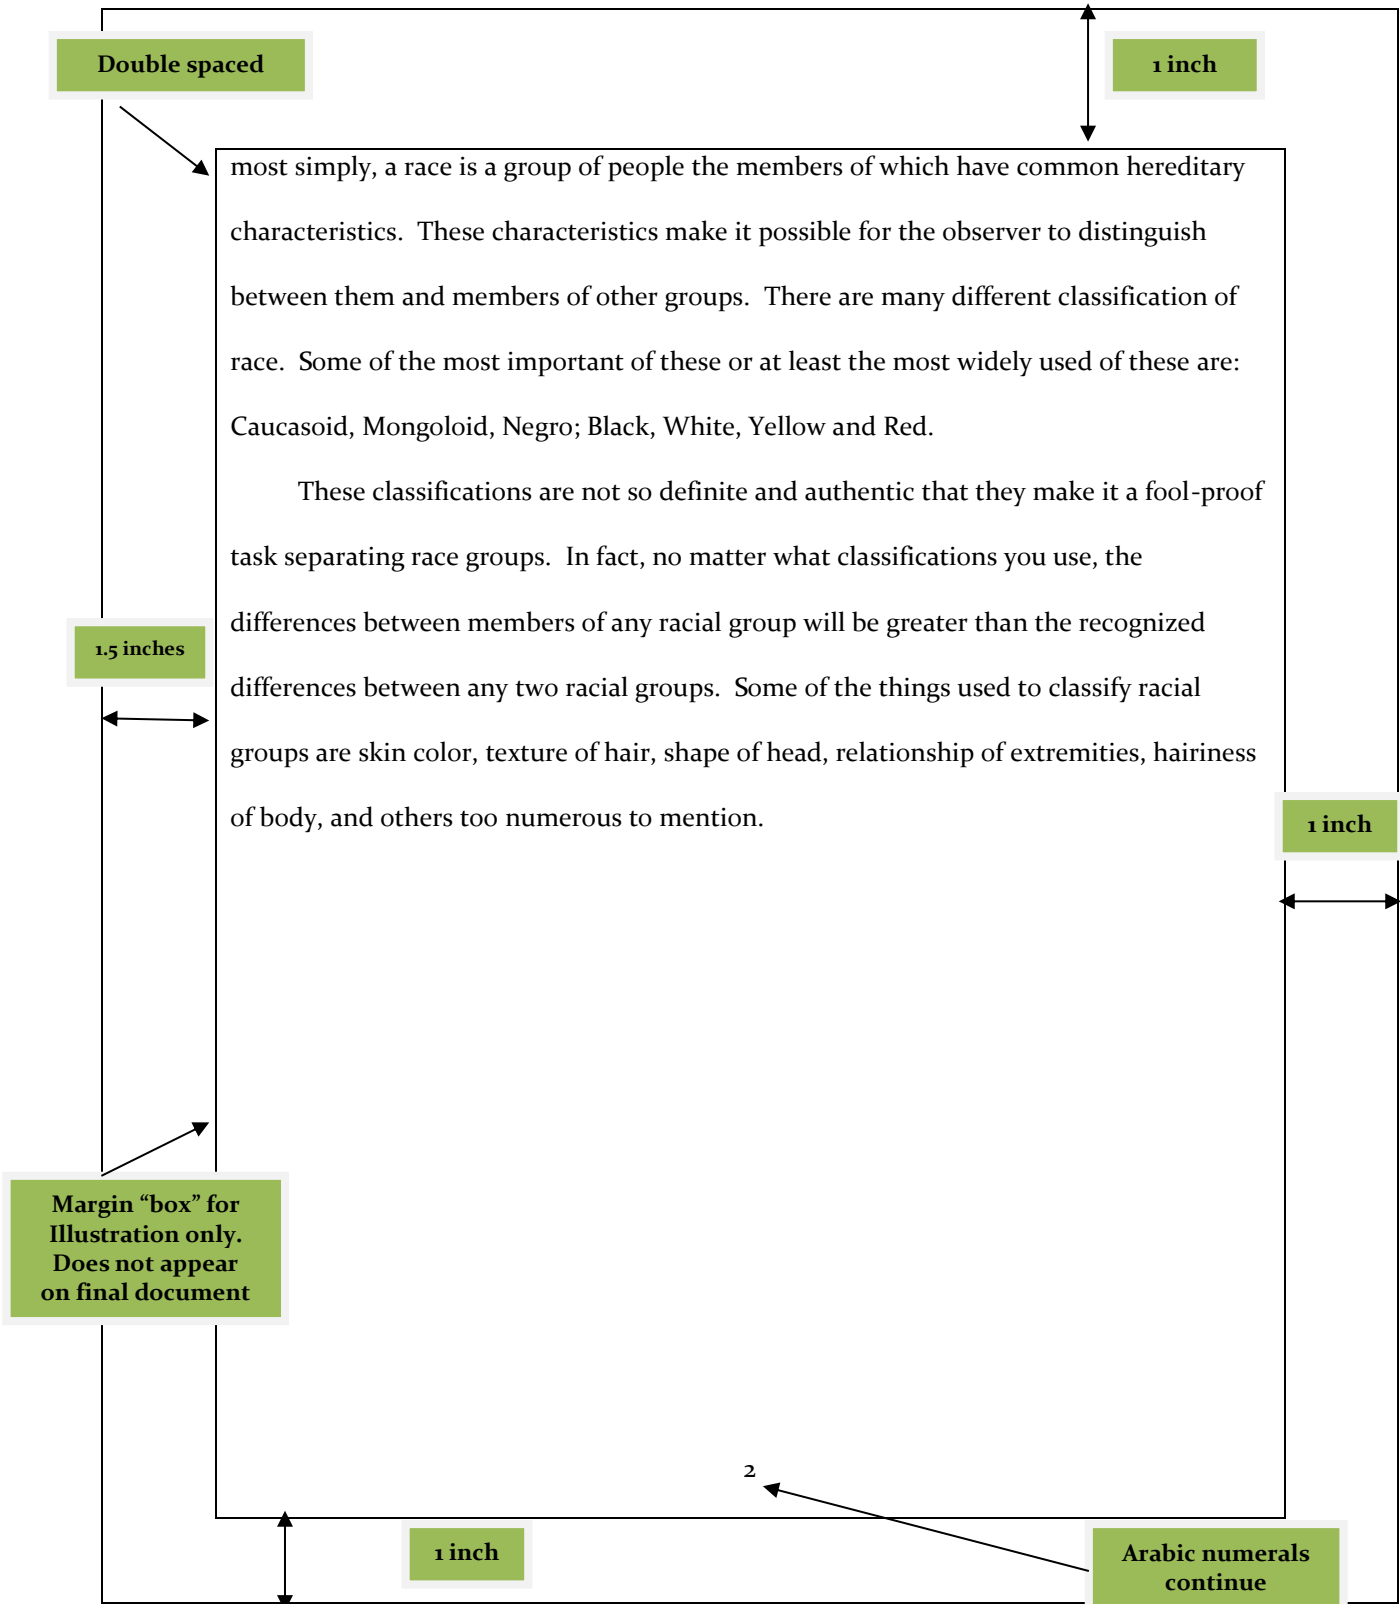 Double spaced
1 inch
most simply, a race is a group of people the members of which have common hereditary
characteristics.  These characteristics make it possible for the observer to distinguish
between them and members of other groups.  There are many different classification of
race.  Some of the most important of these or at least the most widely used of these are:
Caucasoid, Mongoloid, Negro; Black, White, Yellow and Red.
These classifications are not so definite and authentic that they make it a fool-proof
task separating race groups.  In fact, no matter what classifications you use, the
differences between members of any racial group will be greater than the recognized
1.5 inches
differences between any two racial groups.  Some of the things used to classify racial
groups are skin color, texture of hair, shape of head, relationship of extremities, hairiness
of body, and others too numerous to mention.
1 inch
Margin “box” for
Illustration only.
Does not appear
on final document
2
1 inch
Arabic numerals
continue